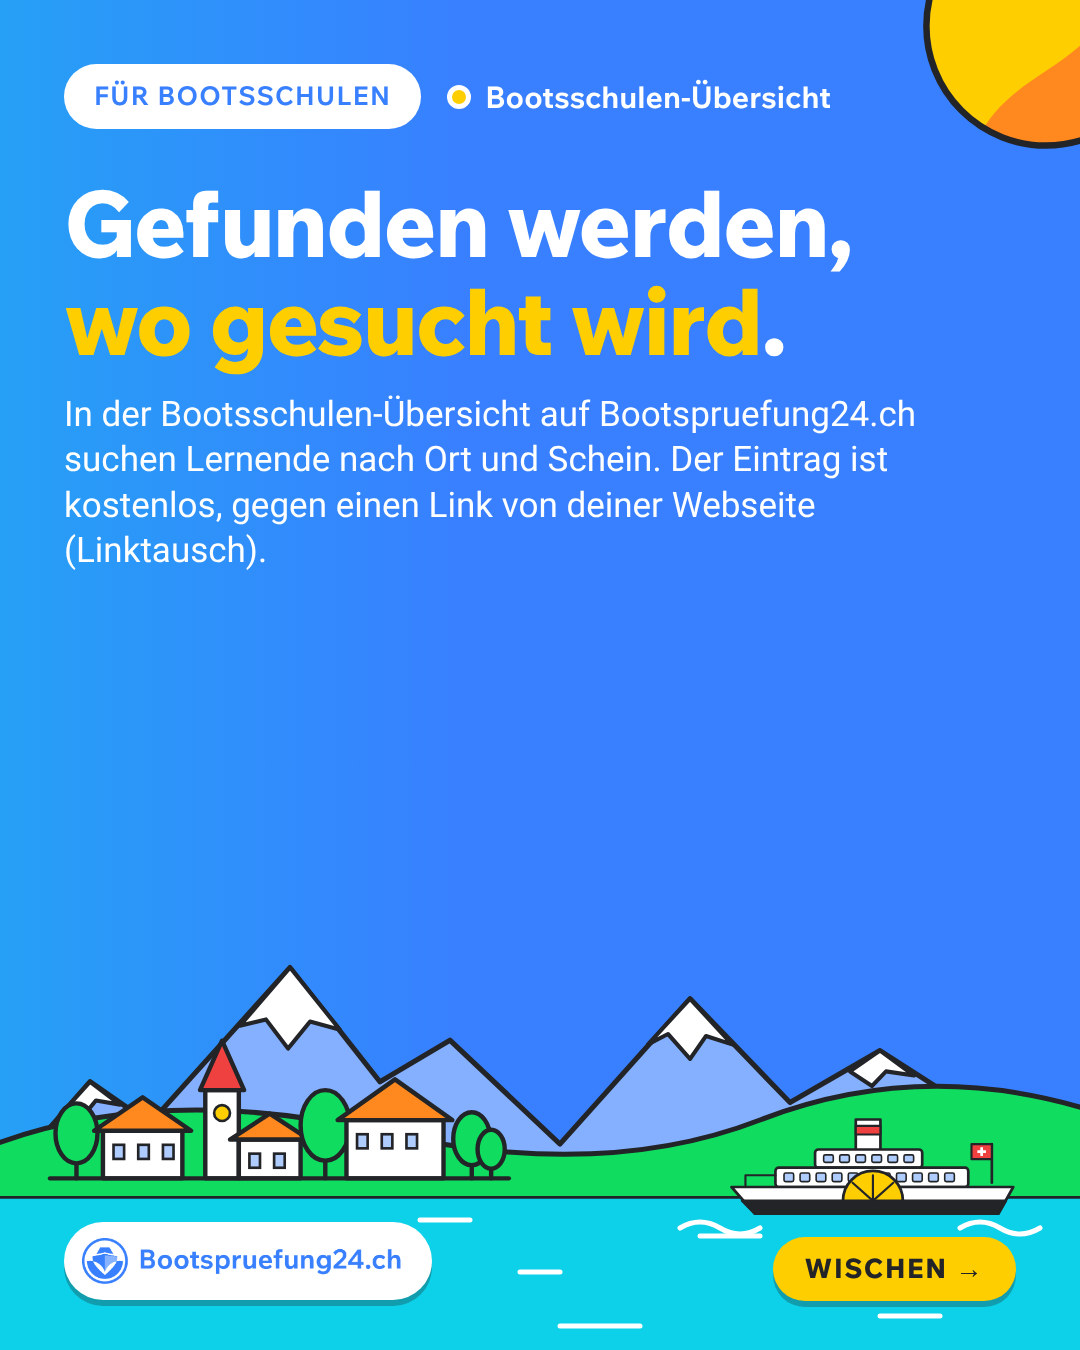 FÜR BOOTSSCHULEN
Bootsschulen-Übersicht
Gefunden werden,
wo gesucht wird.
In der Bootsschulen-Übersicht auf Bootspruefung24.ch
suchen Lernende nach Ort und Schein. Der Eintrag ist
kostenlos, gegen einen Link von deiner Webseite
(Linktausch).
Bootspruefung24.ch
WISCHEN →